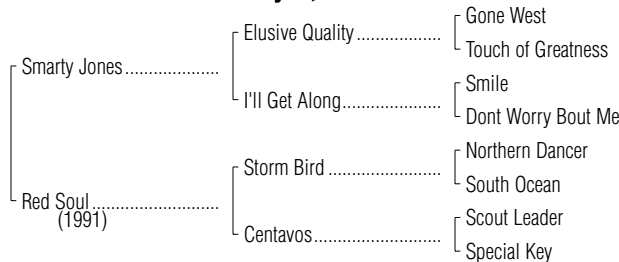 Gone West
Elusive Quality..................
Touch of Greatness
Smarty Jones....................
Smile
I'll Get Along.....................
Dont Worry Bout Me
Northern Dancer
Storm Bird ........................
South Ocean
Red Soul...........................
(1991)
Scout Leader
Centavos...........................
Special Key